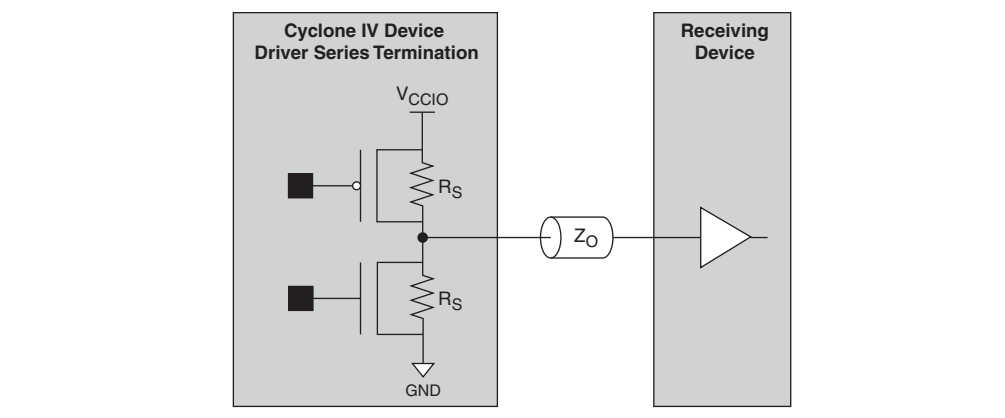 Cyclone IV Device
Driver Series Termination
Receiving
Device
VCCIO
RS
ZO
RS
GND